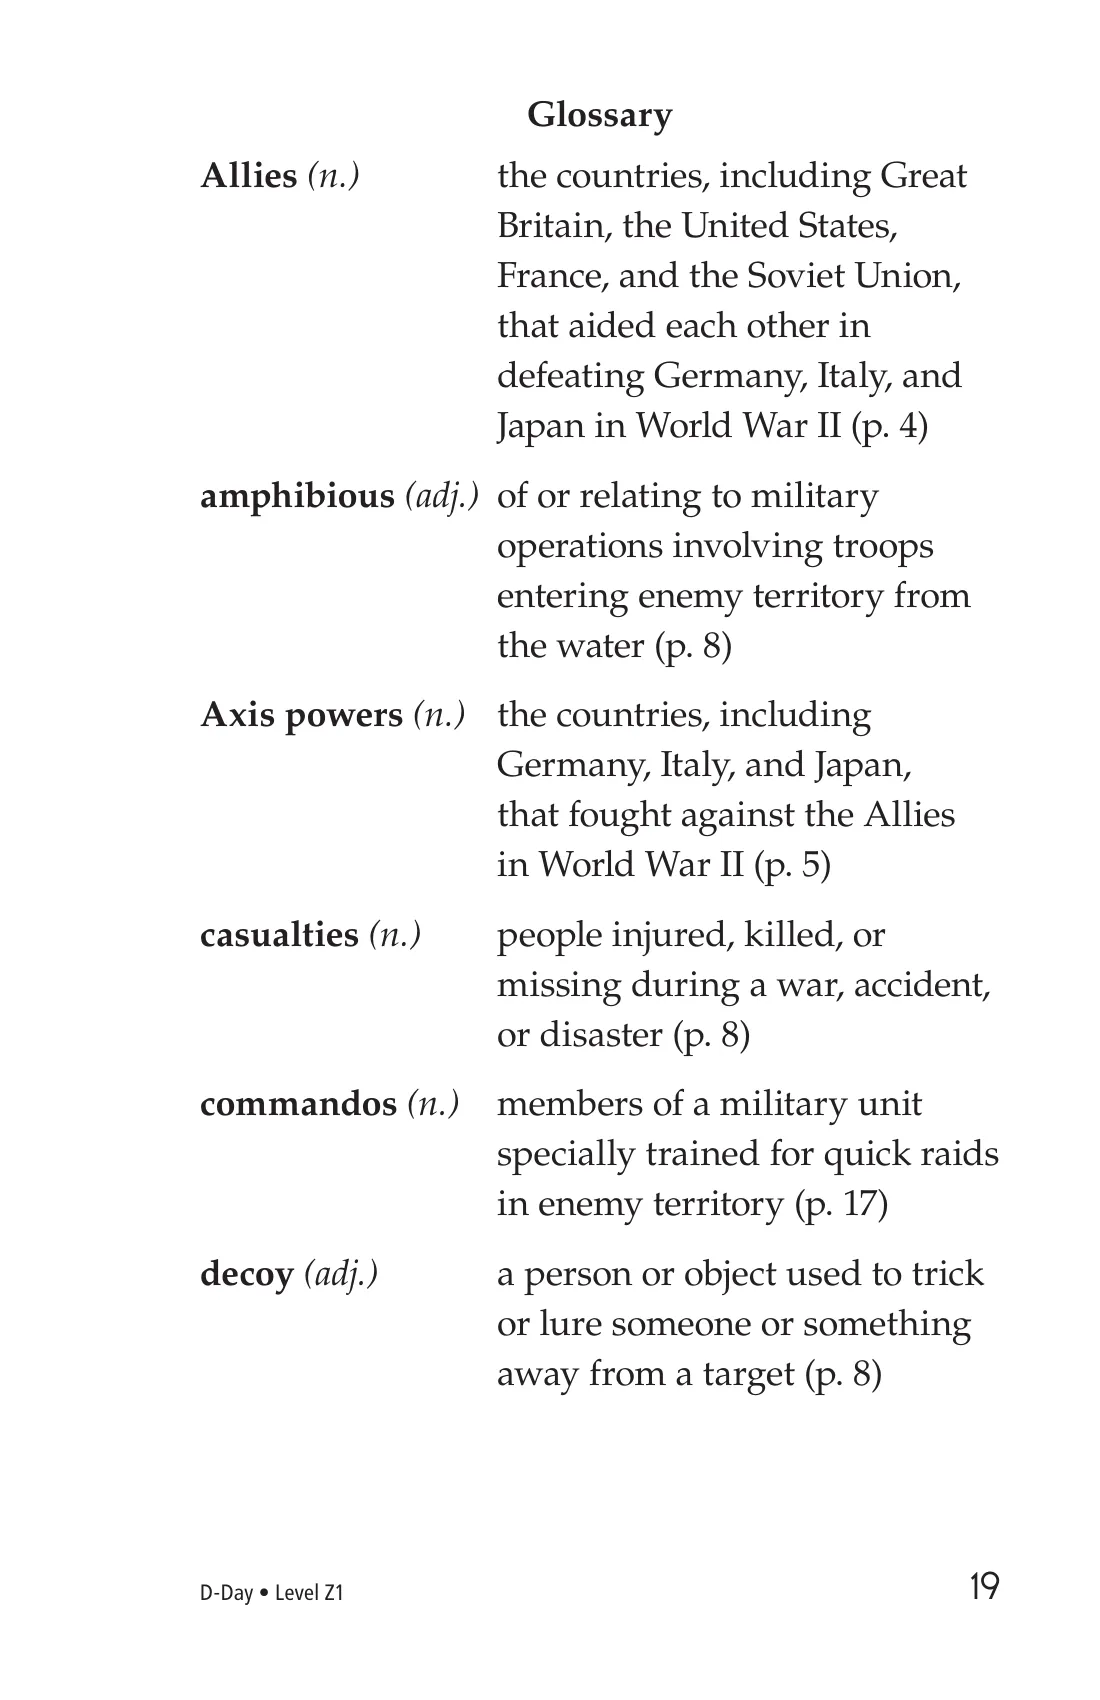 Glossary
Allies (n.) the countries, including Great
Britain, the United States,
France, and the Soviet Union,
that aided each other in
defeating Germany, Italy, and
Japan in World War II (p. 4)
amphibious (adj.) of or relating to military
operations involving troops
entering enemy territory from
the water (p. 8)
Axis powers (n.) the countries, including
Germany, Italy, and Japan,
that fought against the Allies
in World War II (p. 5)
casualties (n.) people injured, killed, or
missing during a war, accident,
or disaster (p. 8)
commandos (n.) members of a military unit
specially trained for quick raids
in enemy territory (p. 17)
decoy (adj.) a person or object used to trick
or lure someone or something
away from a target (p. 8)
D-Day • Level Z1 19